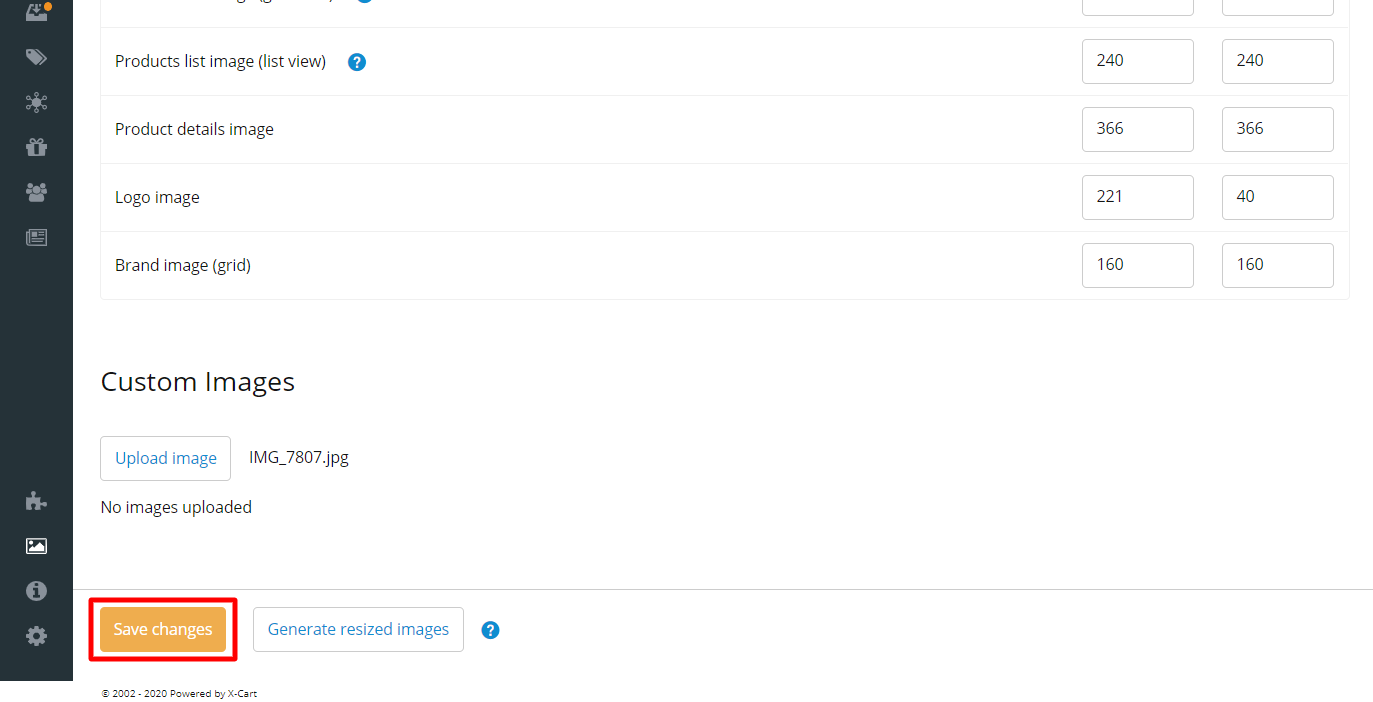 Products list image (list view) ? 240 240
Product details image 366 366
Logo image 221 40
Brand image (grid) 160 160
Custom Images
Upload image IMG_7807.jpg
No images uploaded
Save changes Generate resized images ?
© 2002 - 2020 Powered by X-Cart